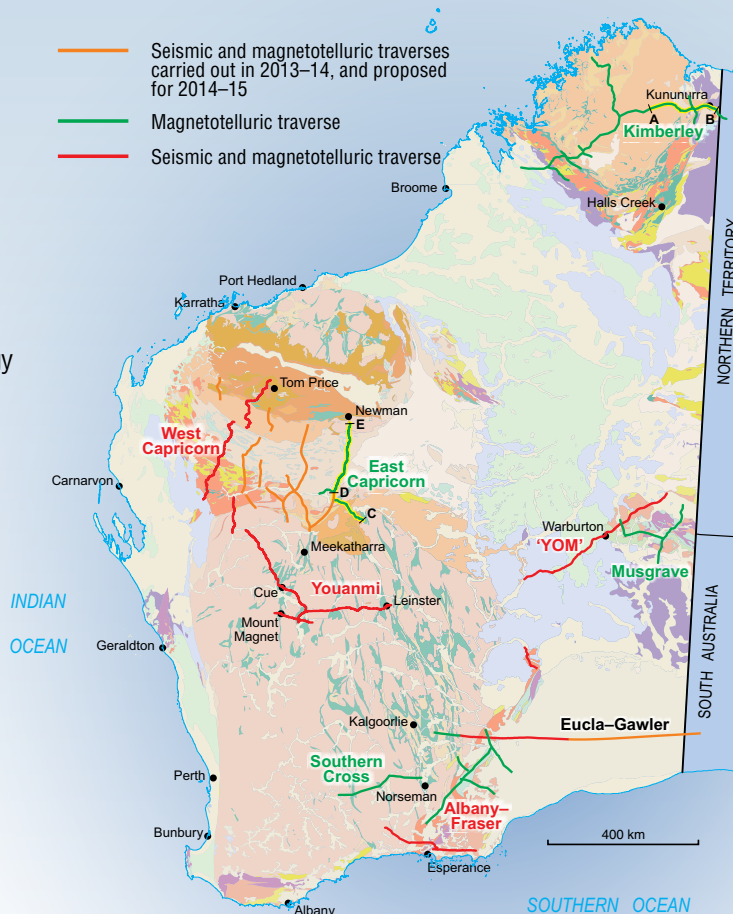 Seismic and magnetotelluric traverses
carried out in 2013–14, and proposed
for 2014–15
Magnetotelluric traverse
Seismic and magnetotelluric traverse
Kununurra
A
B
Kimberley
Broome
Halls Creek
NORTHERN TERRITORY
Port Hedland
Karratha
Tom Price
Newman
E
West
Capricorn
East
Capricorn
Carnarvon
D
C
Warburton
'YOM'
Meekatharra
Musgrave
INDIAN
OCEAN
Cue
Youanmi
Leinster
Mount
Magnet
Geraldton
SOUTH AUSTRALIA
Kalgoorlie
Eucla–Gawler
Southern
Cross
Perth
Norseman
Albany–
Fraser
Bunbury
400 km
Esperance
Albany
SOUTHERN OCEAN